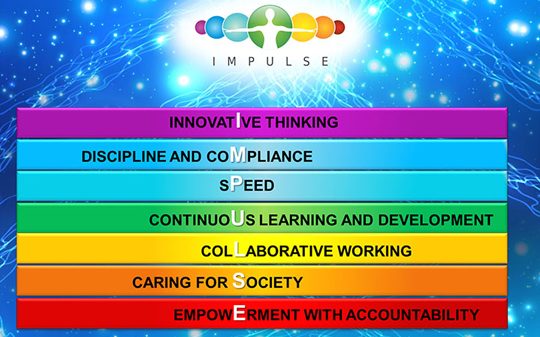 IMPULSE
INNOVATIVE THINKING
DISCIPLINE AND COMPLIANCE
SPEED
CONTINUOUS LEARNING AND DEVELOPMENT
COLLABORATIVE WORKING
CARING FOR SOCIETY
EMPOWERMENT WITH ACCOUNTABILITY